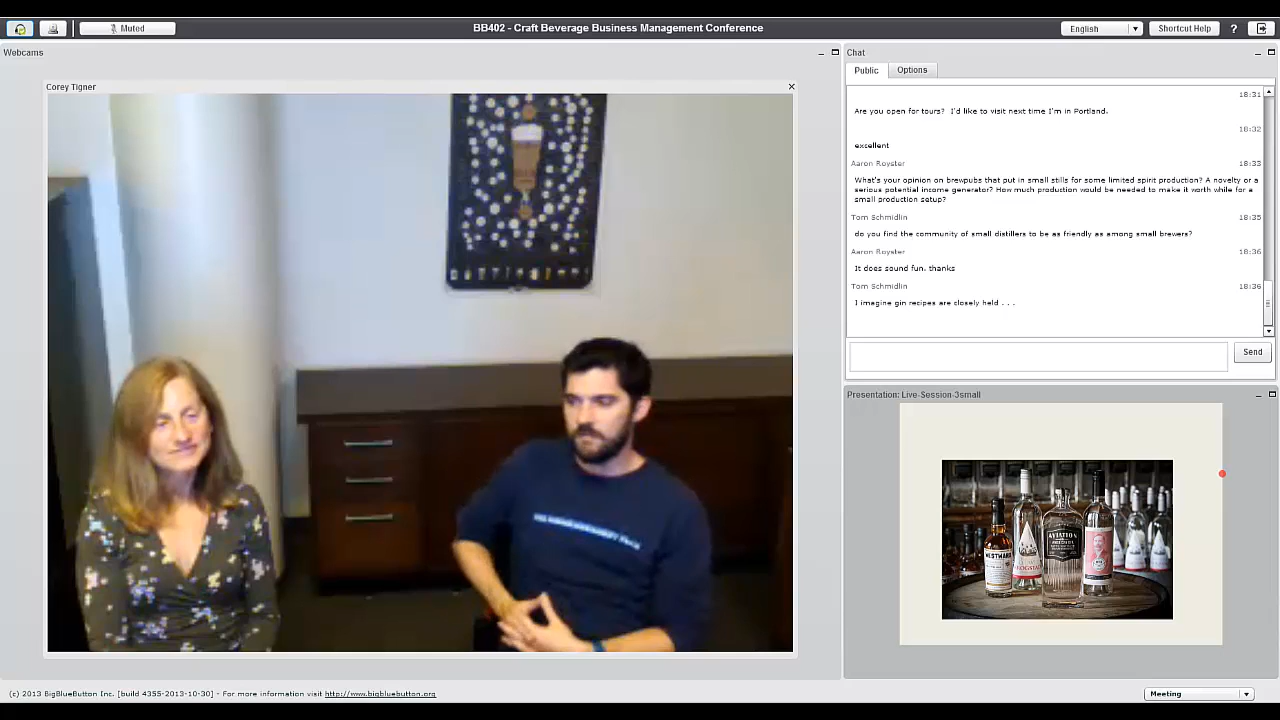 Muted
BB402 - Craft Beverage Business Management Conference
English
Shortcut Help
?
Webcams
Corey Tigner
Chat
Public
Options
18:31
Are you open for tours? I'd like to visit next time I'm in Portland.
18:32
excellent
Aaron Royster 18:33
What's your opinion on brewpubs that put in small stills for some limited spirit production? A novelty or a
serious potential income generator? How much production would be needed to make it worth while for a
small production setup?
Tom Schmidlin 18:35
do you find the community of small distillers to be as friendly as among small brewers?
Aaron Royster 18:36
It does sound fun. thanks
Tom Schmidlin 18:36
I imagine gin recipes are closely held . . .
Send
Presentation: Live-Session-3small
WESTWARD
KROGSTAD
AVIATION
(c) 2013 BigBlueButton Inc. [build 4355-2013-10-30] - For more information visit http://www.bigbluebutton.org
Meeting